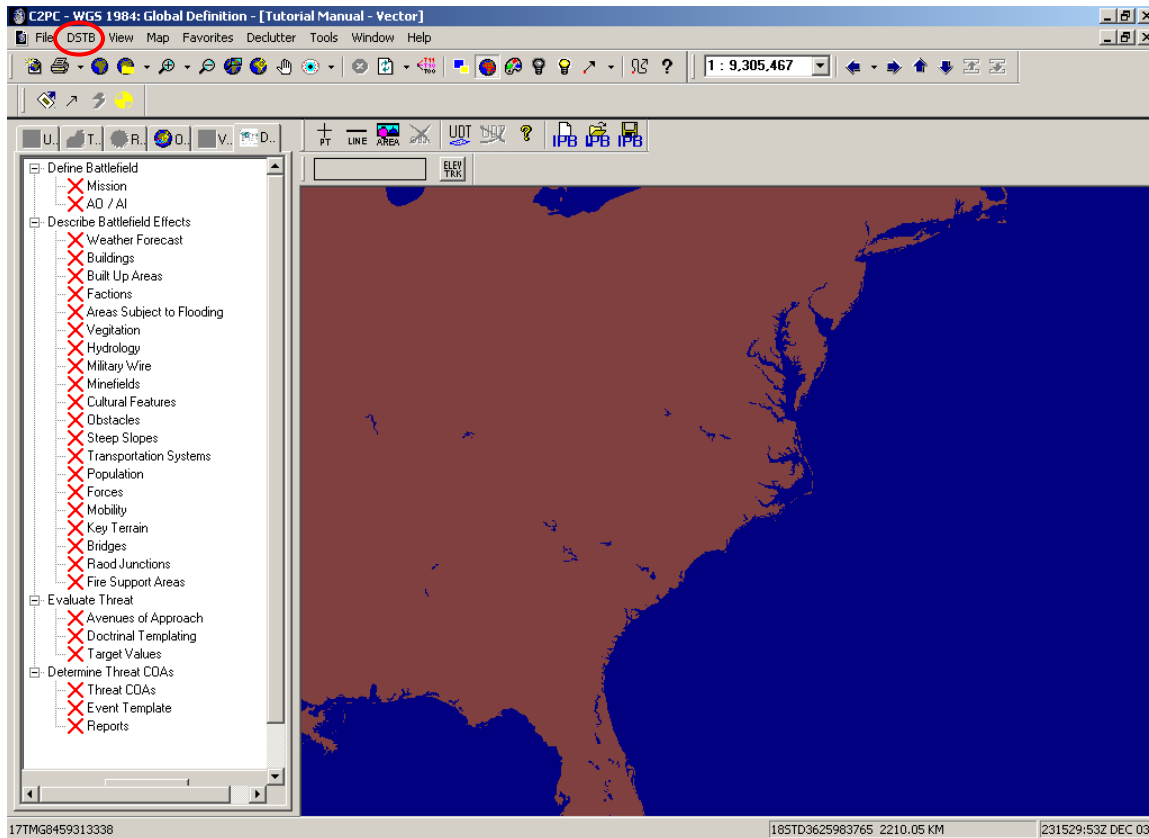 C2PC - WGS 1984: Global Definition - [Tutorial Manual - Vector]
File DSTB View Map Favorites Declutter Tools Window Help
1 : 9,305,467
U.. T.. R.. O.. V.. D..
PT LINE AREA UDT UDT IPB IPB IPB
ELEV
TRK
Define Battlefield
Mission
AO / AI
Describe Battlefield Effects
Weather Forecast
Buildings
Built Up Areas
Factions
Areas Subject to Flooding
Vegitation
Hydrology
Military Wire
Minefields
Cultural Features
Obstacles
Steep Slopes
Transportation Systems
Population
Forces
Mobility
Key Terrain
Bridges
Raod Junctions
Fire Support Areas
Evaluate Threat
Avenues of Approach
Doctrinal Templating
Target Values
Determine Threat COAs
Threat COAs
Event Template
Reports
17TMG8459313338 18STD3625983765 2210.05 KM 231529:53Z DEC 03